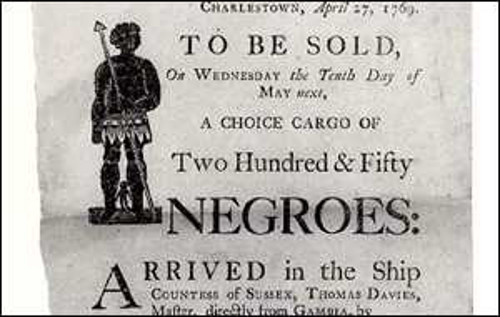 CHARLESTOWN, April 27, 1769.
TO BE SOLD,
On WEDNESDAY the Tenth Day of
MAY next,
A CHOICE CARGO OF
Two Hundred & Fifty
NEGROES:
ARRIVED in the Ship
COUNTESS of SUSSEX, THOMAS DAVIES,
Master, directly from GAMBIA, by